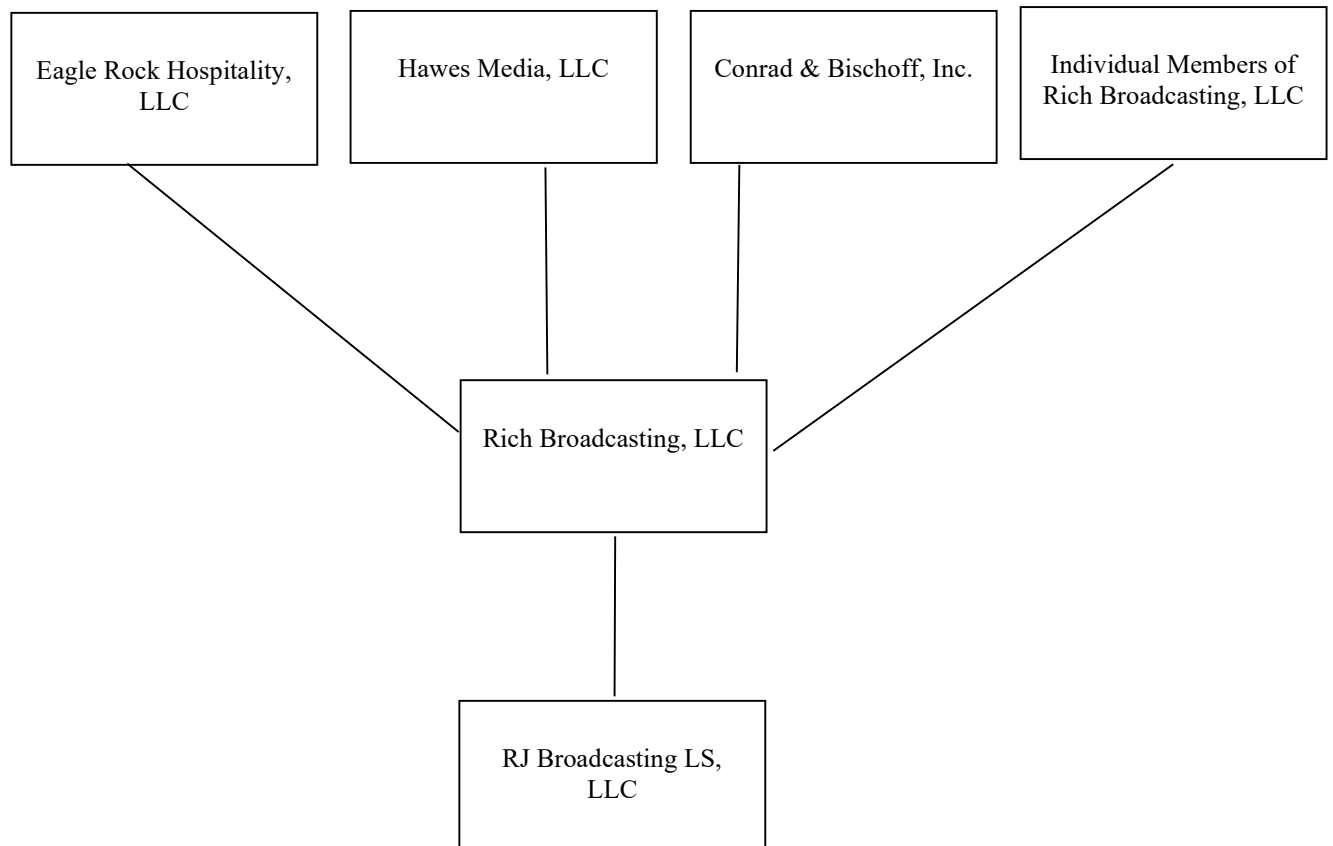 Eagle Rock Hospitality,
LLC
Hawes Media, LLC
Conrad & Bischoff, Inc.
Individual Members of
Rich Broadcasting, LLC
Rich Broadcasting, LLC
RJ Broadcasting LS,
LLC